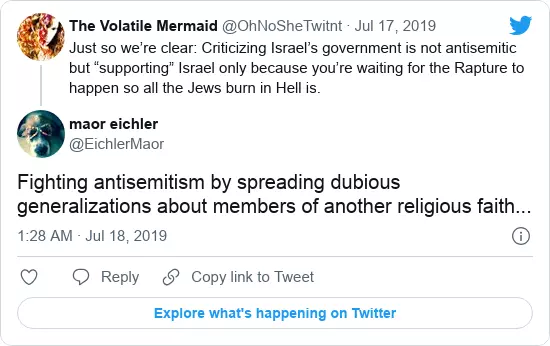 The Volatile Mermaid @OhNoSheTwitnt · Jul 17, 2019
Just so we're clear: Criticizing Israel's government is not antisemitic
but “supporting” Israel only because you're waiting for the Rapture to
happen so all the Jews burn in Hell is.
maor eichler
@EichlerMaor
Fighting antisemitism by spreading dubious
generalizations about members of another religious faith...
1:28 AM · Jul 18, 2019
Reply
Copy link to Tweet
Explore what's happening on Twitter